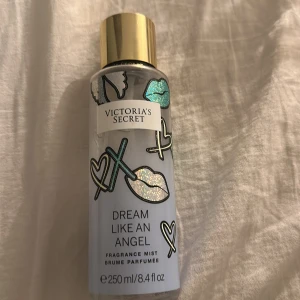 VICTORIA'S
SECRET
DREAM
LIKE AN
ANGEL
FRAGRANCE MIST
BRUME PARFUMÉE
℮250 ml/8.4 fl oz